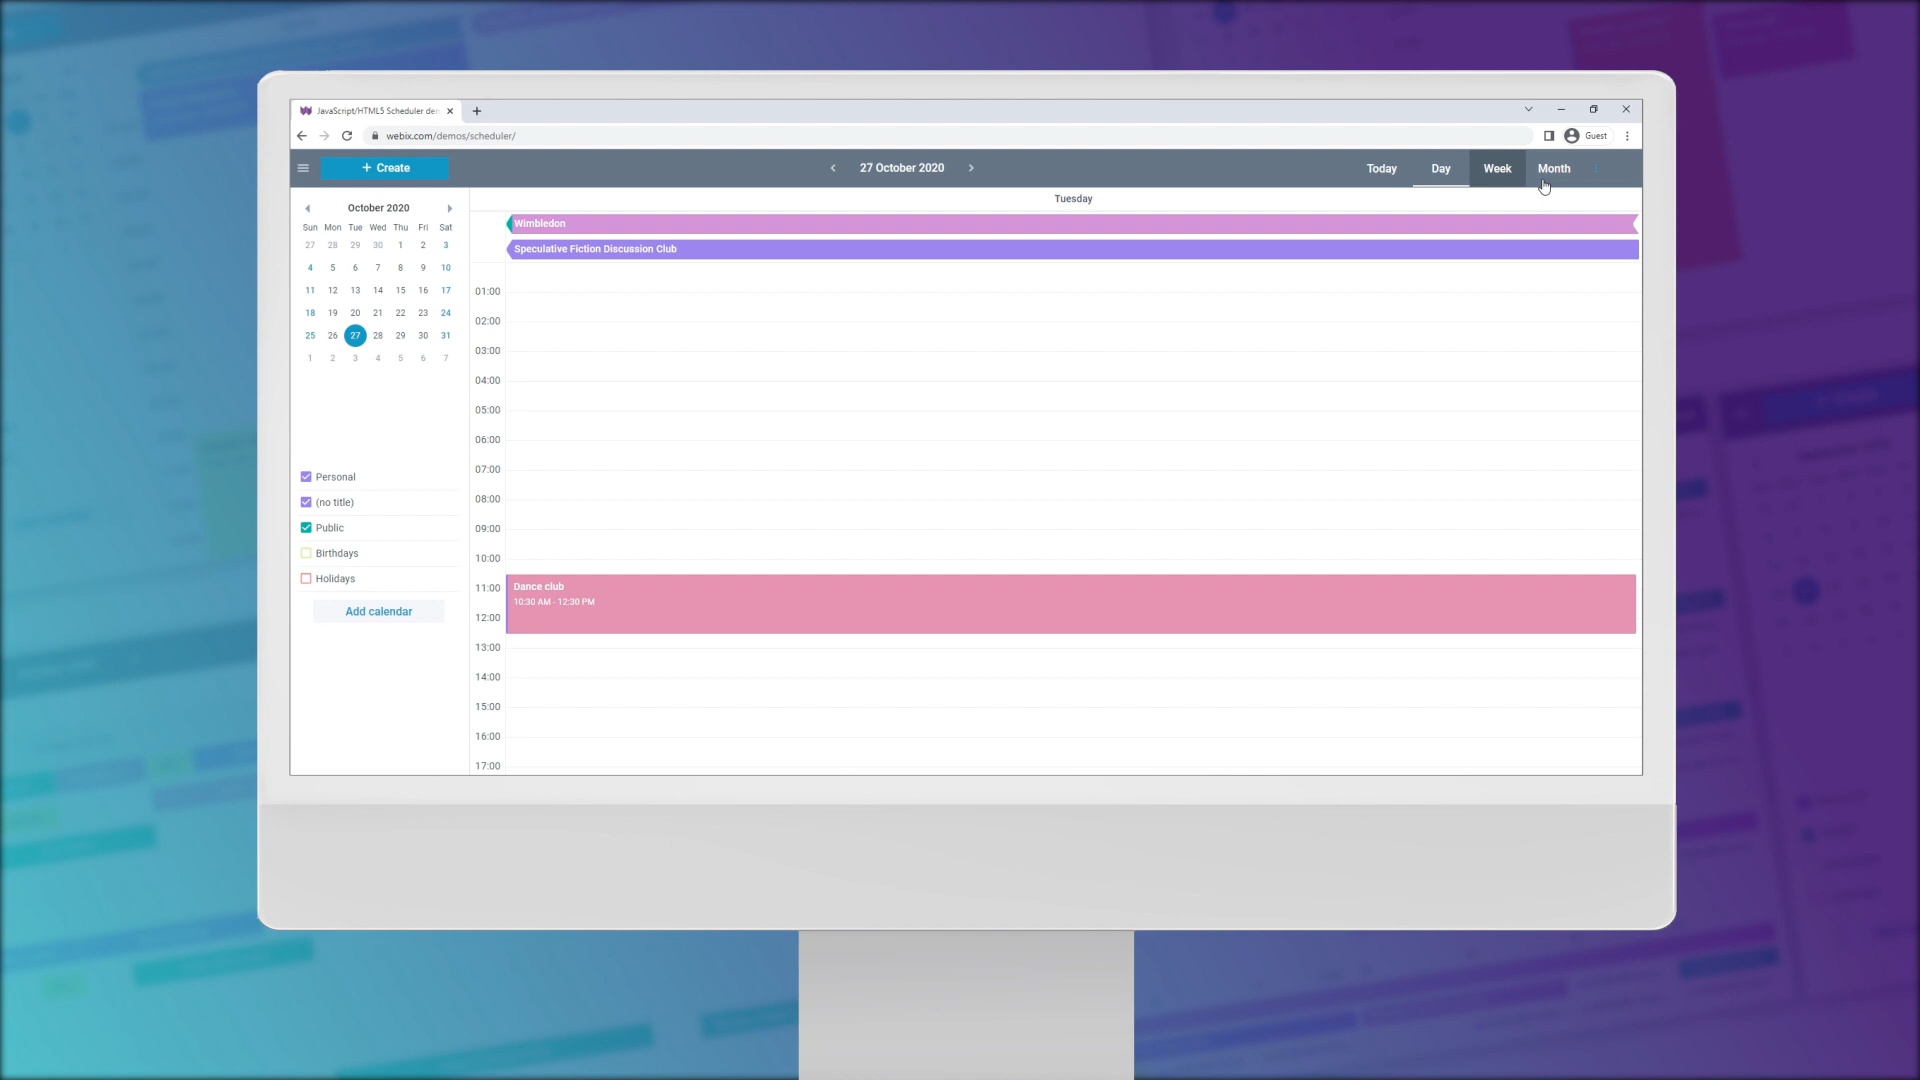 JavaScript/HTML5 Scheduler dem
webix.com/demos/scheduler/
Guest
+ Create
27 October 2020
Today Day Week Month
October 2020
Sun Mon Tue Wed Thu Fri Sat
27 28 29 30 1 2 3
4 5 6 7 8 9 10
11 12 13 14 15 16 17
18 19 20 21 22 23 24
25 26 27 28 29 30 31
1 2 3 4 5 6 7
Personal
(no title)
Public
Birthdays
Holidays
Add calendar
Tuesday
Wimbledon
Speculative Fiction Discussion Club
01:00
02:00
03:00
04:00
05:00
06:00
07:00
08:00
09:00
10:00
11:00
Dance club
10:30 AM - 12:30 PM
12:00
13:00
14:00
15:00
16:00
17:00